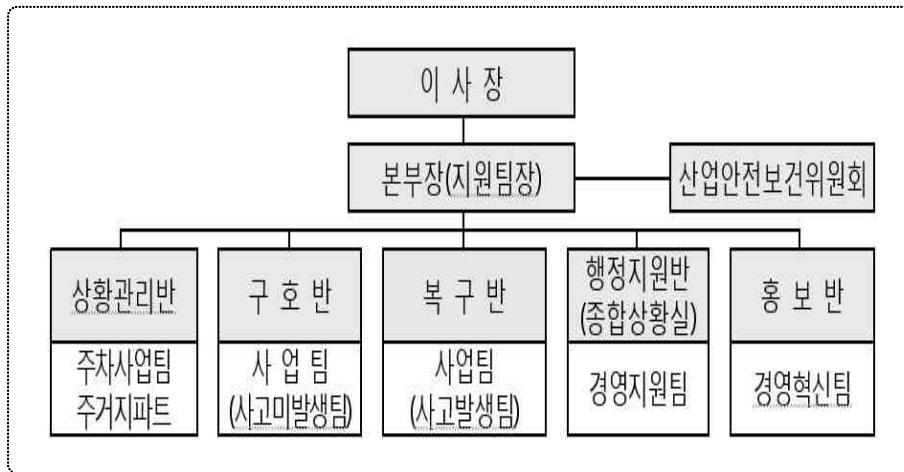 이 사 장
본부장(지원팀장)
산업안전보건위원회
상황관리반
주차사업팀
주거지파트
구 호 반
사 업 팀
(사고미발생팀)
복 구 반
사업팀
(사고발생팀)
행정지원반
(종합상황실)
경영지원팀
홍 보 반
경영혁신팀